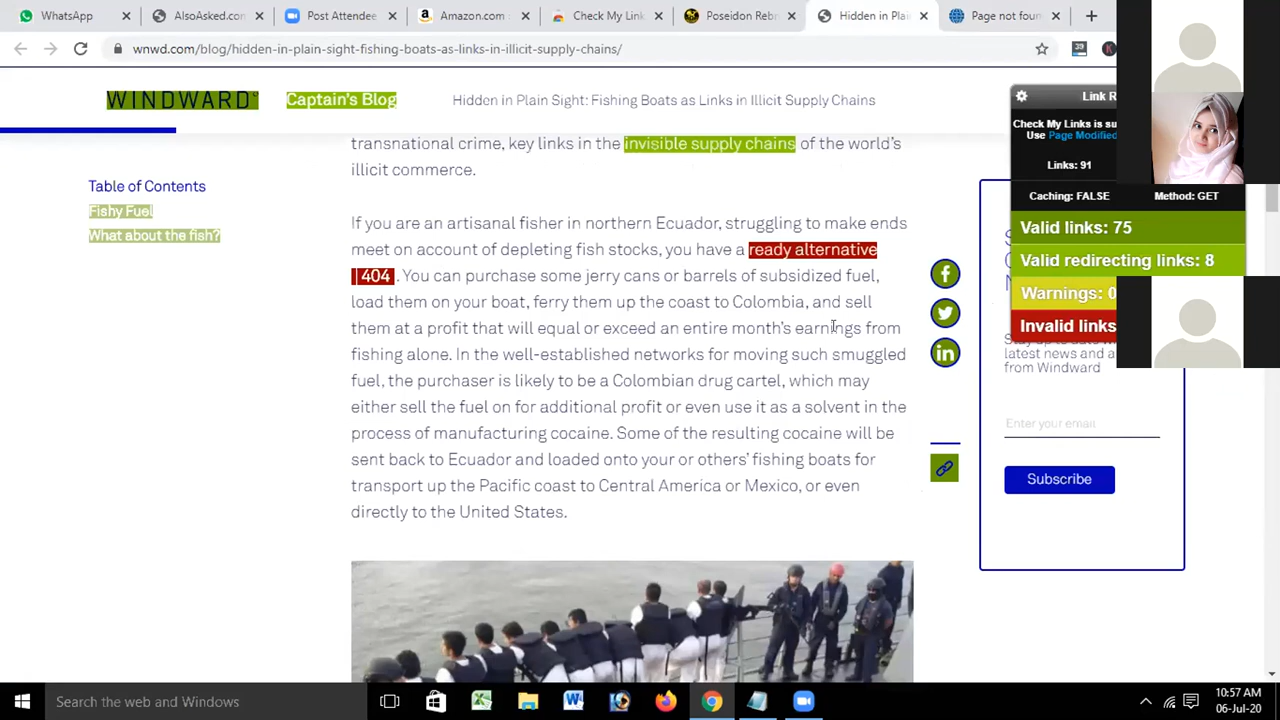 WhatsApp
AlsoAsked.com
Post Attendee
Amazon.com
Check My Link
Poseidon Rebr
Hidden in Plai
Page not foun
wnwd.com/blog/hidden-in-plain-sight-fishing-boats-as-links-in-illicit-supply-chains/
39
K
WINDWARD
Captain's Blog
Hidden in Plain Sight: Fishing Boats as Links in Illicit Supply Chains
Link R
Check My Links is su
Use Page Modified
Links: 91
Caching: FALSE
Method: GET
Valid links: 75
Valid redirecting links: 8
Warnings: 0
Invalid links
Table of Contents
Fishy Fuel
What about the fish?
transnational crime, key links in the invisible supply chains of the world's
illicit commerce.
If you are an artisanal fisher in northern Ecuador, struggling to make ends
meet on account of depleting fish stocks, you have a ready alternative
|404 . You can purchase some jerry cans or barrels of subsidized fuel,
load them on your boat, ferry them up the coast to Colombia, and sell
them at a profit that will equal or exceed an entire month's earnings from
fishing alone. In the well-established networks for moving such smuggled
fuel, the purchaser is likely to be a Colombian drug cartel, which may
either sell the fuel on for additional profit or even use it as a solvent in the
process of manufacturing cocaine. Some of the resulting cocaine will be
sent back to Ecuador and loaded onto your or others' fishing boats for
transport up the Pacific coast to Central America or Mexico, or even
directly to the United States.
latest news and a
from Windward
Enter your email
Subscribe
Search the web and Windows
10:57 AM
06-Jul-20